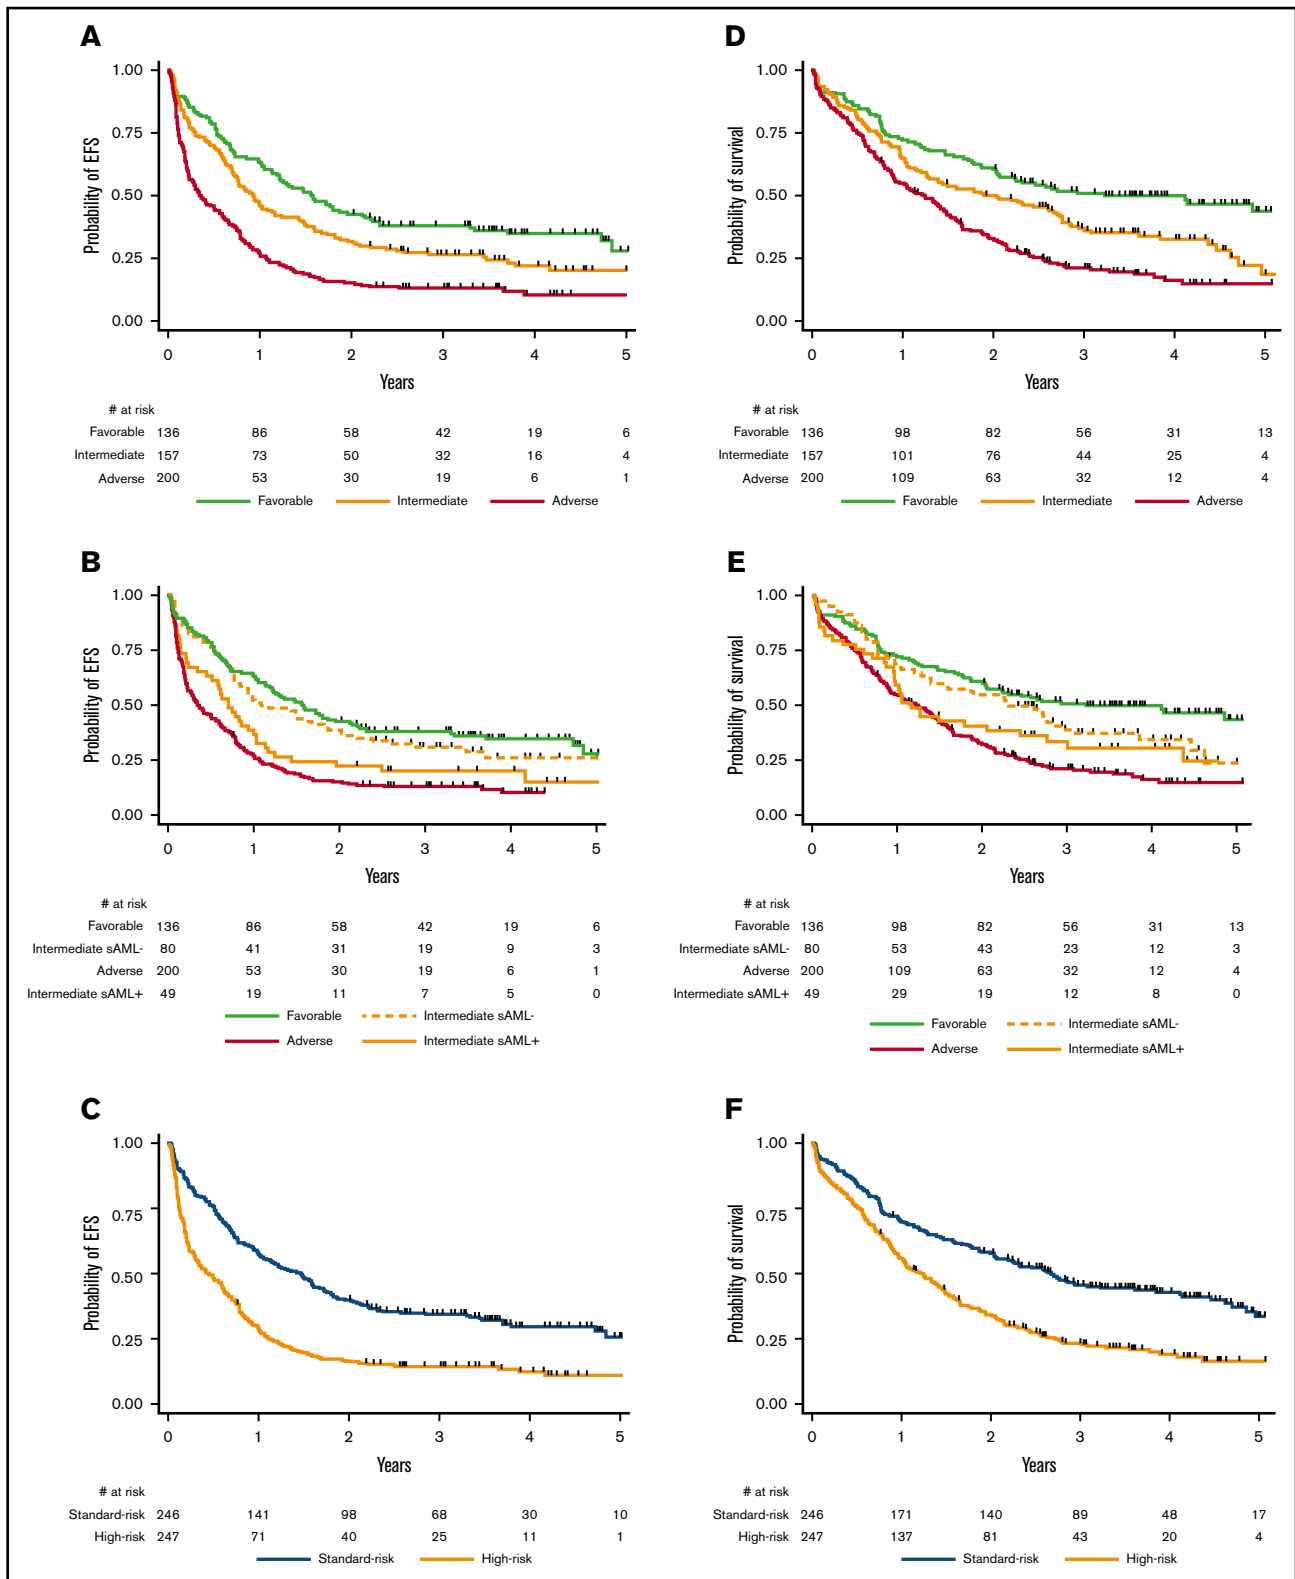 A
Probability of EFS
1.00
0.75
0.50
0.25
0.00
0 1 2 3 4 5
Years
# at risk
Favorable 136 86 58 42 19 6
Intermediate 157 73 50 32 16 4
Adverse 200 53 30 19 6 1
Favorable Intermediate Adverse
D
Probability of survival
1.00
0.75
0.50
0.25
0.00
0 1 2 3 4 5
Years
# at risk
Favorable 136 98 82 56 31 13
Intermediate 157 101 76 44 25 4
Adverse 200 109 63 32 12 4
Favorable Intermediate Adverse
B
Probability of EFS
1.00
0.75
0.50
0.25
0.00
0 1 2 3 4 5
Years
# at risk
Favorable 136 86 58 42 19 6
Intermediate sAML- 80 41 31 19 9 3
Adverse 200 53 30 19 6 1
Intermediate sAML+ 49 19 11 7 5 0
Favorable Intermediate sAML-
Adverse Intermediate sAML+
E
Probability of survival
1.00
0.75
0.50
0.25
0.00
0 1 2 3 4 5
Years
# at risk
Favorable 136 98 82 56 31 13
Intermediate sAML- 80 53 43 23 12 3
Adverse 200 109 63 32 12 4
Intermediate sAML+ 49 29 19 12 8 0
Favorable Intermediate sAML-
Adverse Intermediate sAML+
C
Probability of EFS
1.00
0.75
0.50
0.25
0.00
0 1 2 3 4 5
Years
# at risk
Standard-risk 246 141 98 68 30 10
High-risk 247 71 40 25 11 1
Standard-risk High-risk
F
Probability of survival
1.00
0.75
0.50
0.25
0.00
0 1 2 3 4 5
Years
# at risk
Standard-risk 246 171 140 89 48 17
High-risk 247 137 81 43 20 4
Standard-risk High-risk